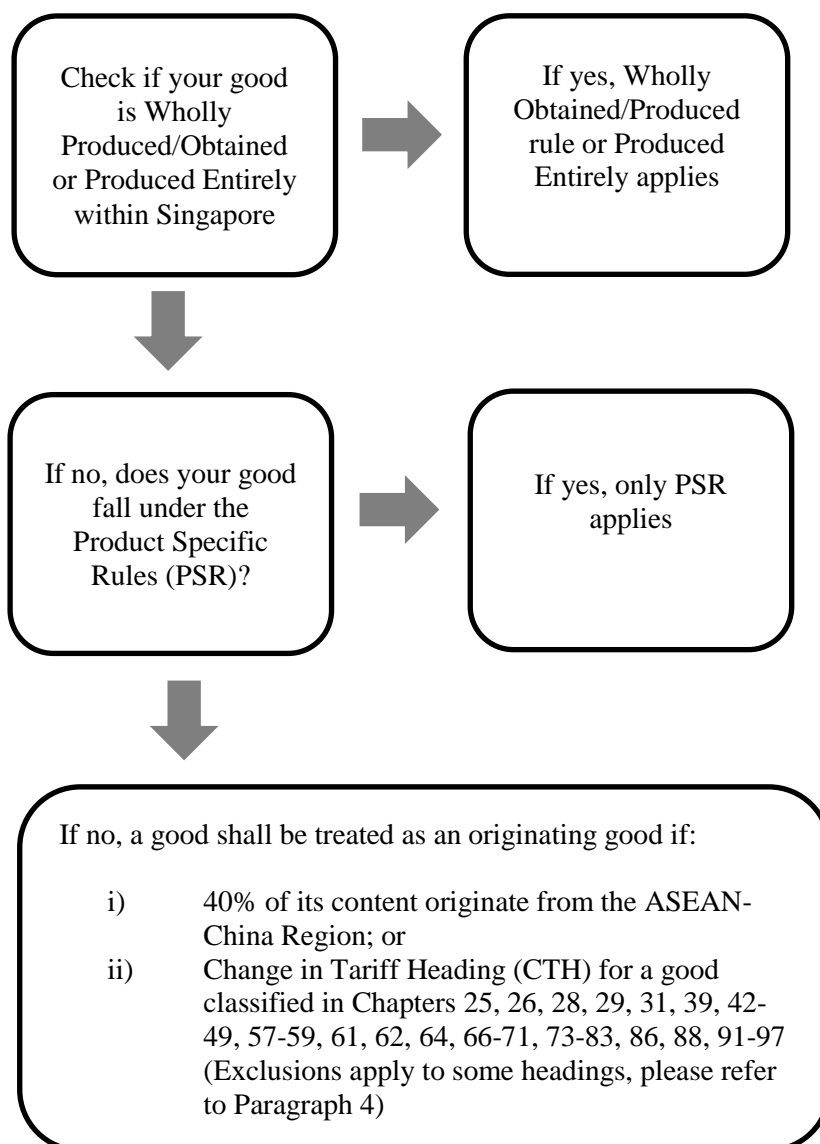 Check if your good
is Wholly
Produced/Obtained
or Produced Entirely
within Singapore
If yes, Wholly
Obtained/Produced
rule or Produced
Entirely applies
If no, does your good
fall under the
Product Specific
Rules (PSR)?
If yes, only PSR
applies
If no, a good shall be treated as an originating good if:
i) 40% of its content originate from the ASEAN-
China Region; or
ii) Change in Tariff Heading (CTH) for a good
classified in Chapters 25, 26, 28, 29, 31, 39, 42-
49, 57-59, 61, 62, 64, 66-71, 73-83, 86, 88, 91-97
(Exclusions apply to some headings, please refer
to Paragraph 4)